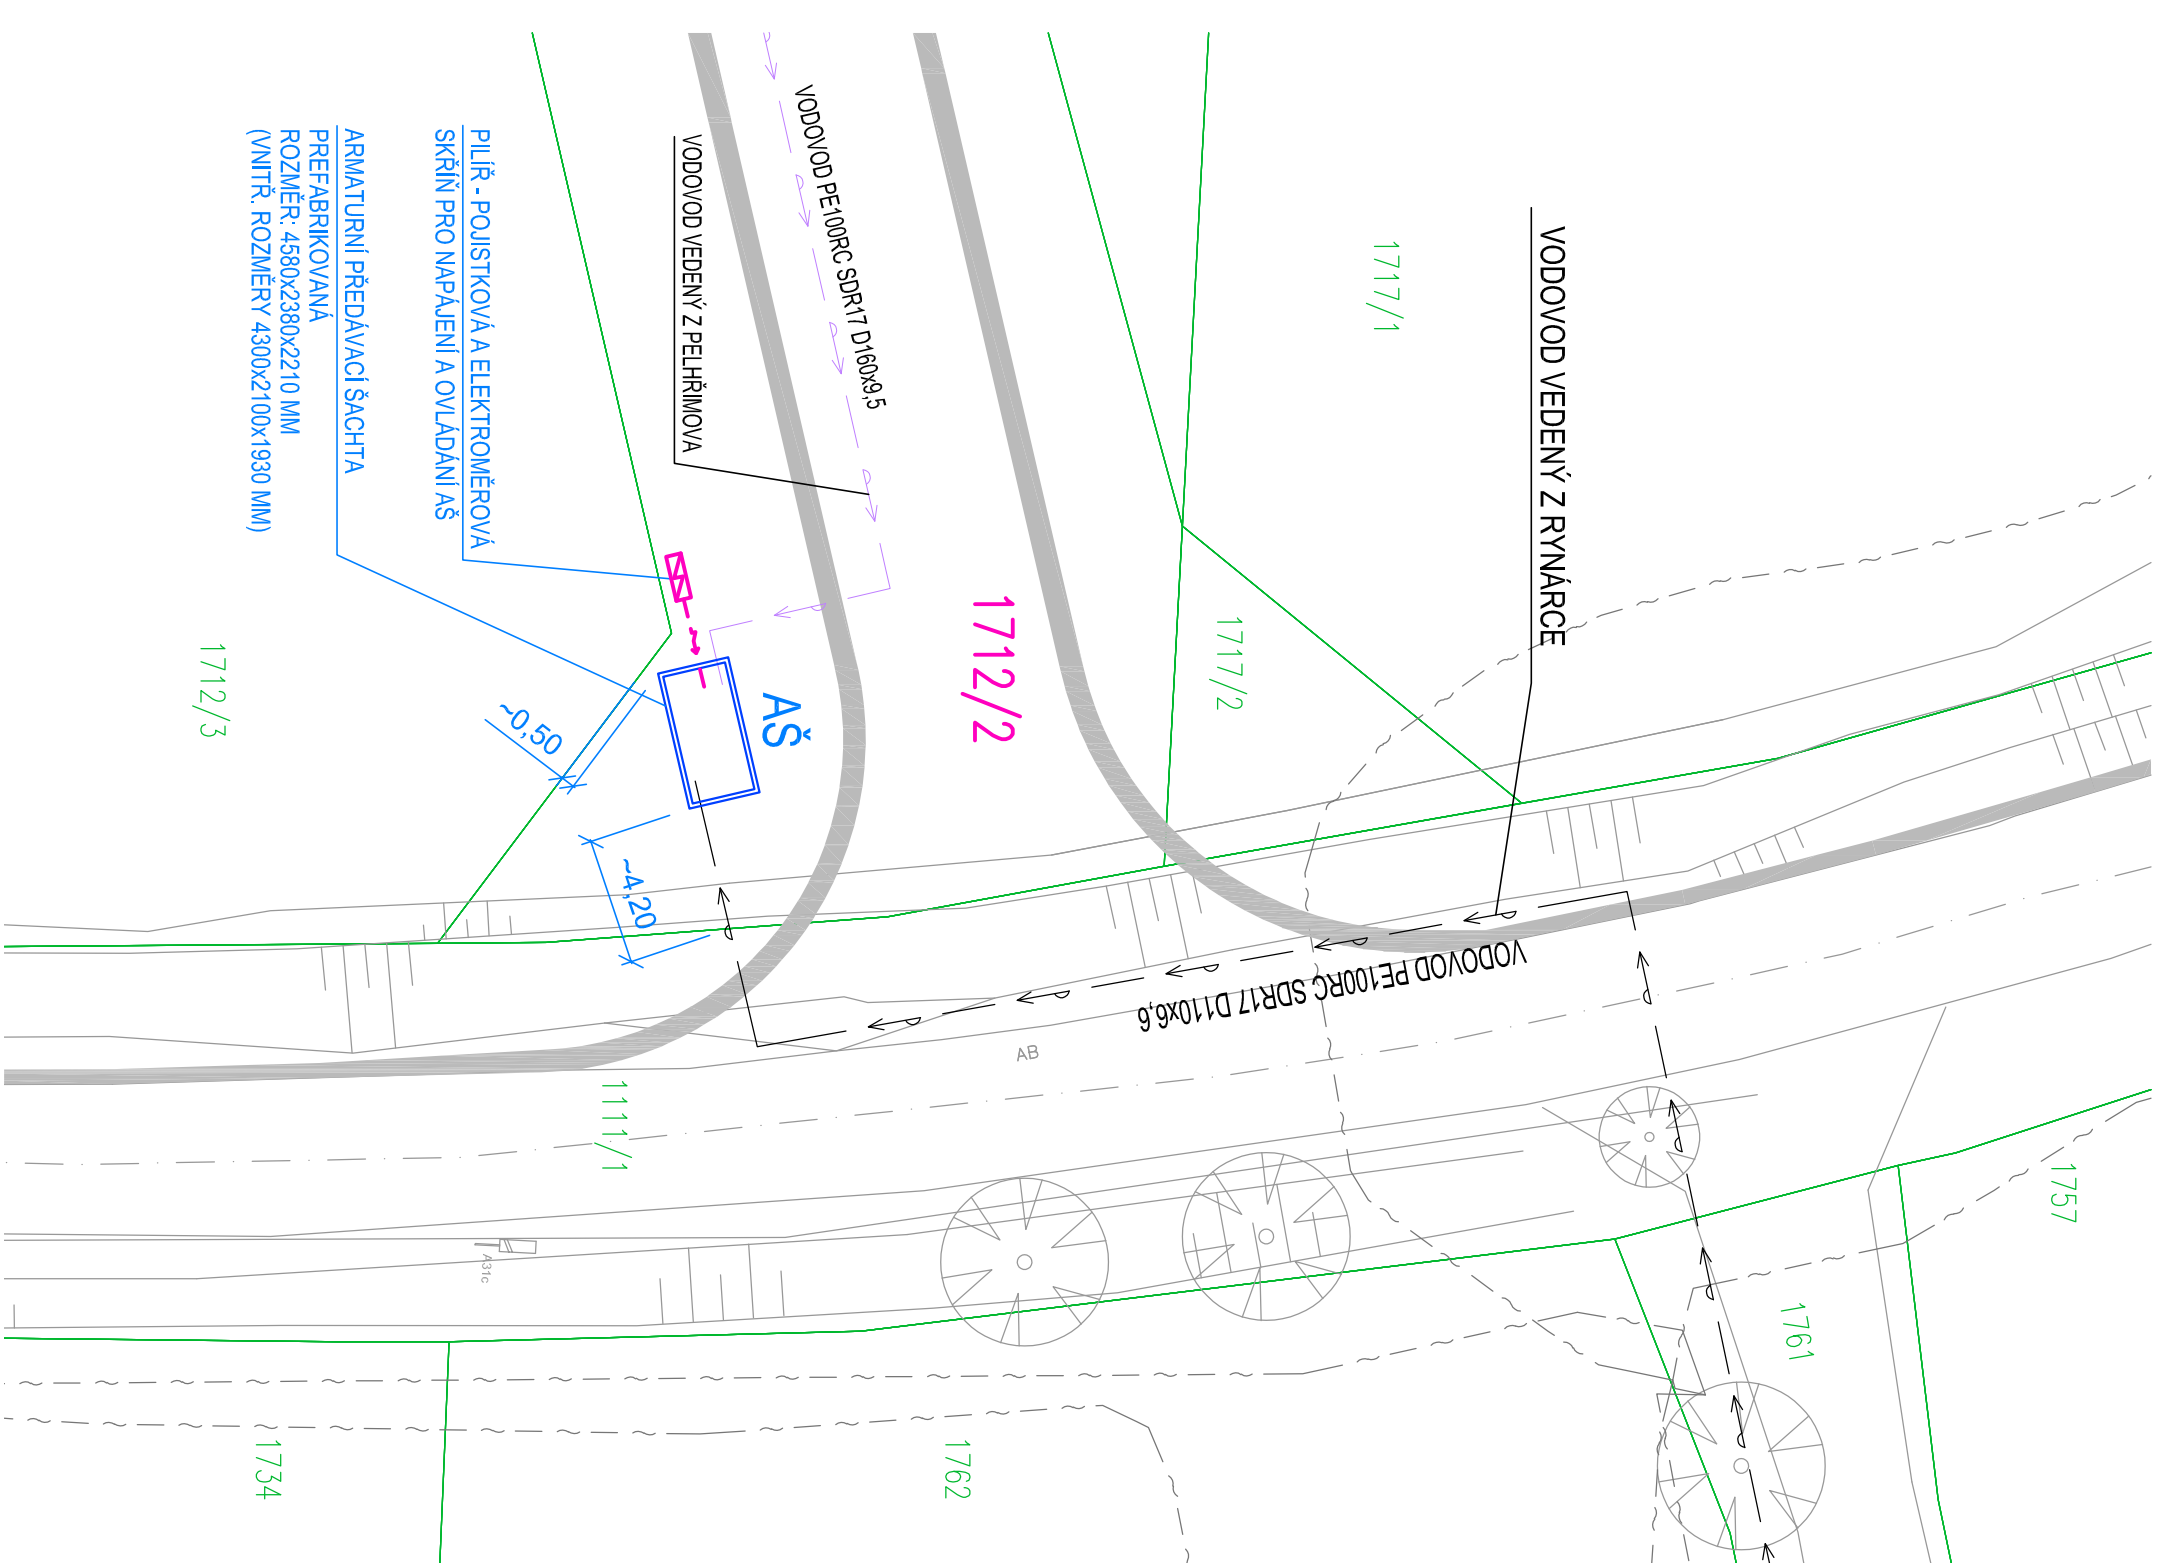 VODOVOD VEDENÝ Z RYNÁRCE
1717/1
1717/2
1712/2
VODOVOD PE100RC SDR17 D160x9,5
VODOVOD VEDENÝ Z PELHŘIMOVA
PILÍŘ - POJISTKOVÁ A ELEKTROMĚROVÁ
SKŘÍŇ PRO NAPÁJENÍ A OVLÁDÁNÍ AŠ
ARMATURNÍ PŘEDÁVACÍ ŠACHTA
PREFABRIKOVANÁ
ROZMĚR: 4580x2380x2210 MM
(VNITŘ. ROZMĚRY 4300x2100x1930 MM)
1712/3
AŠ
~0,50
~4,20
VODOVOD PE100RC SDR17 D110x6,6
AB
1111/1
A31c
1757
1761
1762
1734